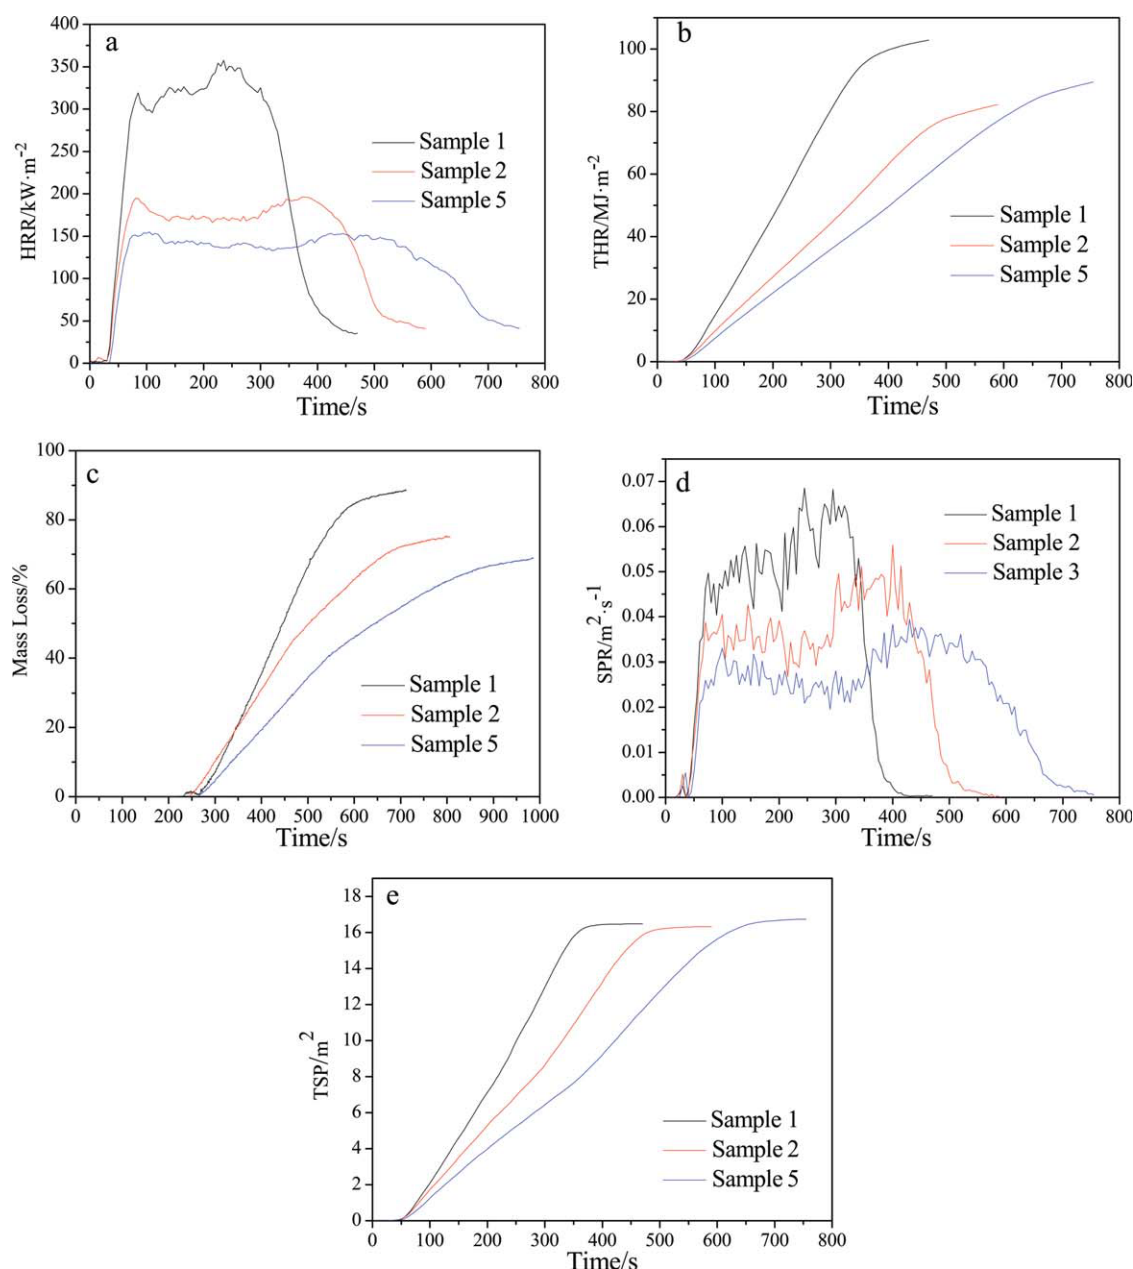 a
HRR/kW·m⁻²
400
350
300
250
200
150
100
50
0
Sample 1
Sample 2
Sample 5
0 100 200 300 400 500 600 700 800
Time/s
b
THR/MJ·m⁻²
100
80
60
40
20
0
Sample 1
Sample 2
Sample 5
0 100 200 300 400 500 600 700 800
Time/s
c
Mass Loss/%
100
80
60
40
20
0
Sample 1
Sample 2
Sample 5
0 100 200 300 400 500 600 700 800 900 1000
Time/s
d
SPR/m²·s⁻¹
0.07
0.06
0.05
0.04
0.03
0.02
0.01
0.00
Sample 1
Sample 2
Sample 3
0 100 200 300 400 500 600 700 800
Time/s
e
TSP/m²
18
16
14
12
10
8
6
4
2
0
Sample 1
Sample 2
Sample 5
0 100 200 300 400 500 600 700 800
Time/s